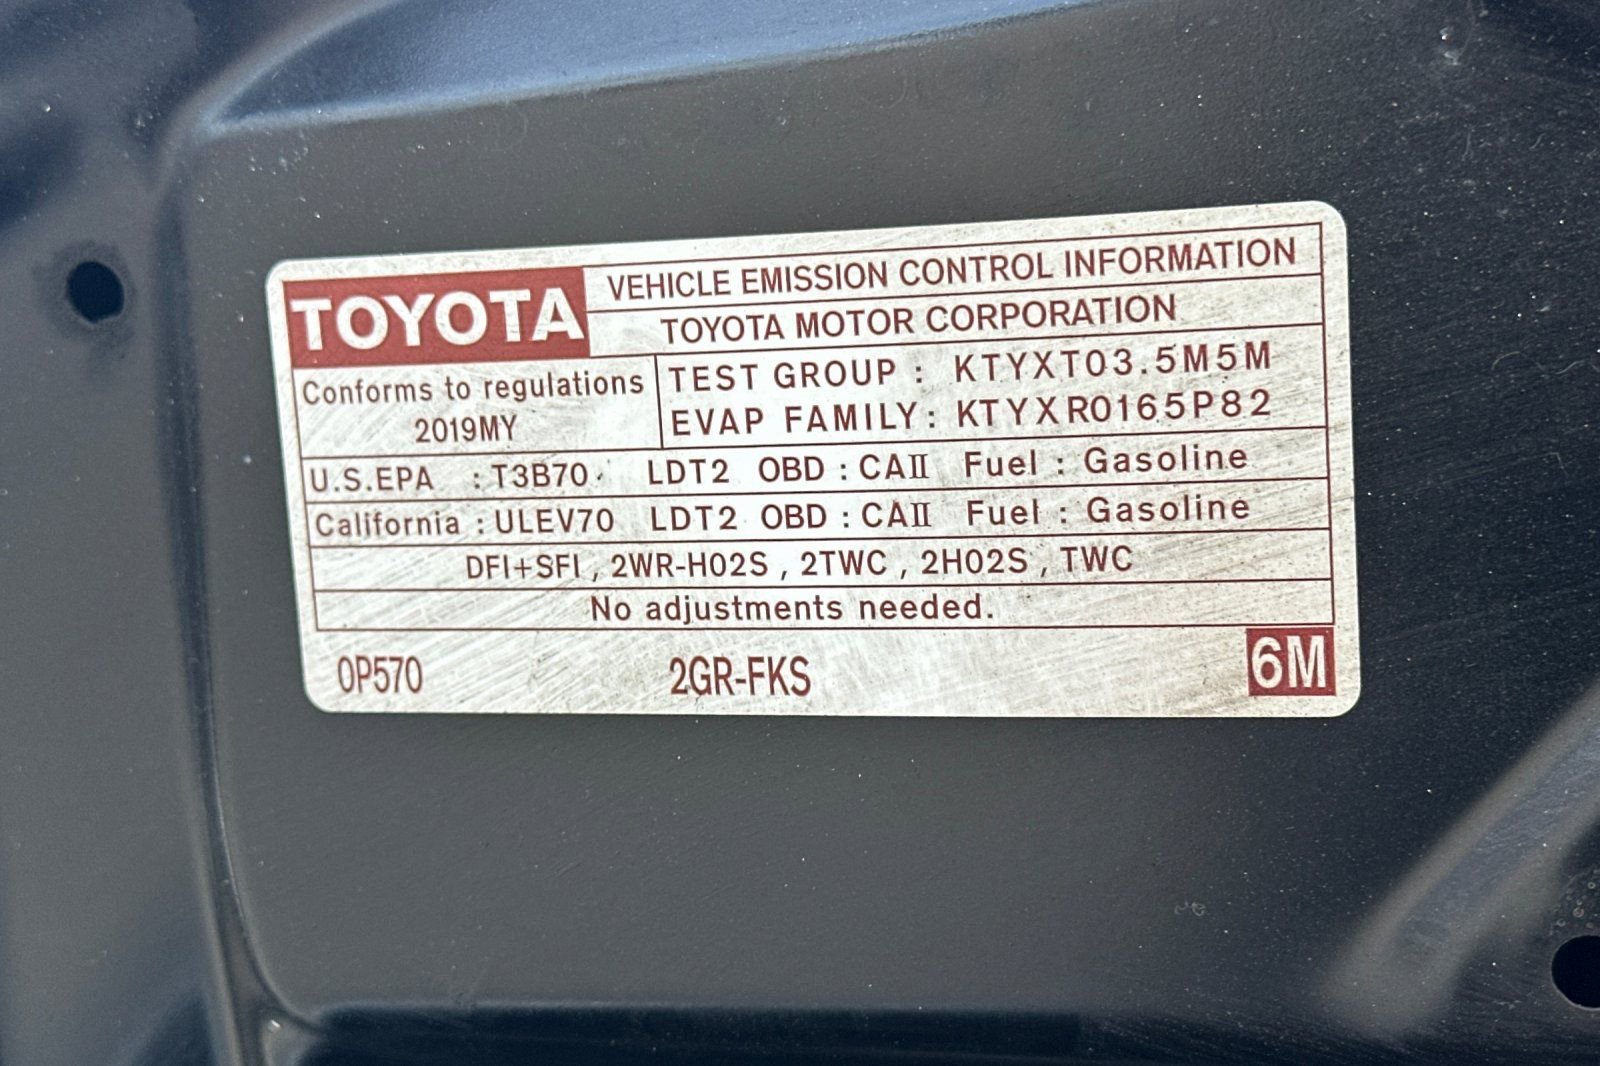 TOYOTA
VEHICLE EMISSION CONTROL INFORMATION
TOYOTA MOTOR CORPORATION
Conforms to regulations
2019MY
TEST GROUP : KTYXT03.5M5M
EVAP FAMILY: KTYXR0165P82
U.S.EPA : T3B70 LDT2 OBD : CAII Fuel : Gasoline
California : ULEV70 LDT2 OBD : CAII Fuel : Gasoline
DFI+SFI , 2WR-HO2S , 2TWC , 2HO2S , TWC
No adjustments needed.
0P570 2GR-FKS 6M